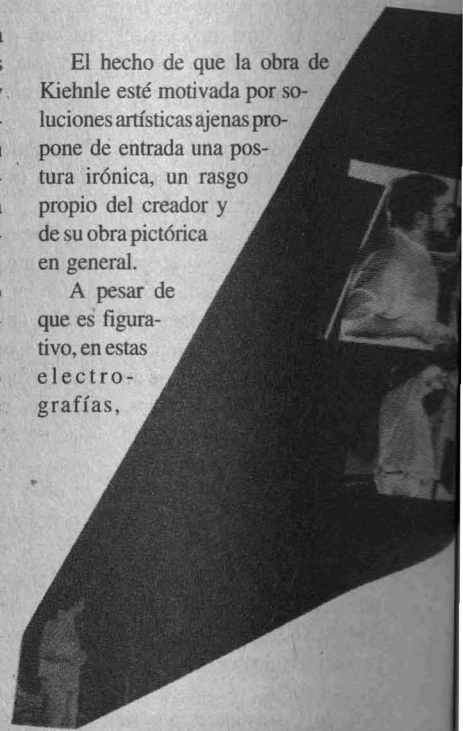 El hecho de que la obra de
Kiehnle esté motivada por so-
luciones artísticas ajenas pro-
pone de entrada una pos-
tura irónica, un rasgo
propio del creador y
de su obra pictórica
en general.
A pesar de
que es figura-
tivo, en estas
electro-
grafías,